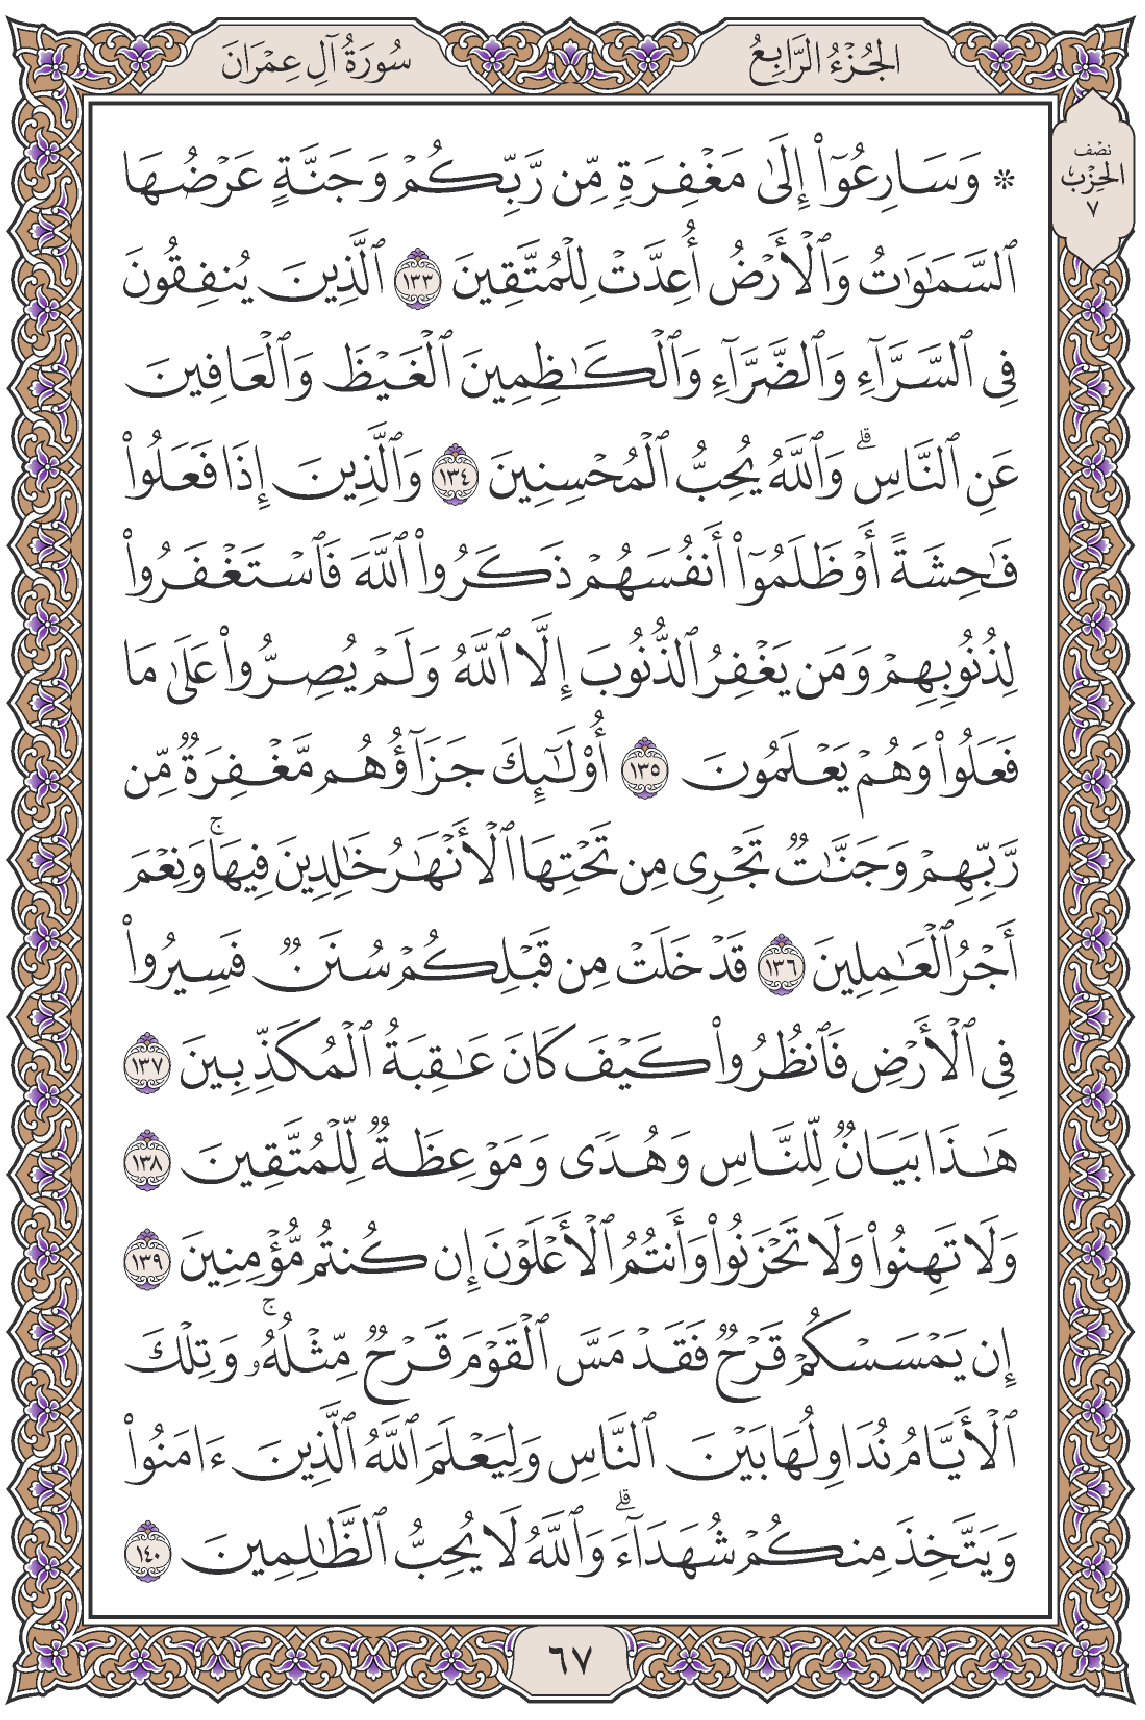 سُورَةُ آلِ عِمْرَانَ
الجُزْءُ الرَّابِعُ
نصف
الحِزْب
٧
۞ وَسَارِعُوٓا۟ إِلَىٰ مَغْفِرَةٍ مِّن رَّبِّكُمْ وَجَنَّةٍ عَرْضُهَا
ٱلسَّمَـٰوَٰتُ وَٱلْأَرْضُ أُعِدَّتْ لِلْمُتَّقِينَ ١٣٣ ٱلَّذِينَ يُنفِقُونَ
فِى ٱلسَّرَّآءِ وَٱلضَّرَّآءِ وَٱلْكَـٰظِمِينَ ٱلْغَيْظَ وَٱلْعَافِينَ
عَنِ ٱلنَّاسِ ۗ وَٱللَّهُ يُحِبُّ ٱلْمُحْسِنِينَ ١٣٤ وَٱلَّذِينَ إِذَا فَعَلُوا۟
فَـٰحِشَةً أَوْ ظَلَمُوٓا۟ أَنفُسَهُمْ ذَكَرُوا۟ ٱللَّهَ فَٱسْتَغْفَرُوا۟
لِذُنُوبِهِمْ وَمَن يَغْفِرُ ٱلذُّنُوبَ إِلَّا ٱللَّهُ وَلَمْ يُصِرُّوا۟ عَلَىٰ مَا
فَعَلُوا۟ وَهُمْ يَعْلَمُونَ ١٣٥ أُو۟لَـٰٓئِكَ جَزَآؤُهُم مَّغْفِرَةٌ مِّن
رَّبِّهِمْ وَجَنَّـٰتٌ تَجْرِى مِن تَحْتِهَا ٱلْأَنْهَـٰرُ خَـٰلِدِينَ فِيهَا ۚ وَنِعْمَ
أَجْرُ ٱلْعَـٰمِلِينَ ١٣٦ قَدْ خَلَتْ مِن قَبْلِكُمْ سُنَنٌ فَسِيرُوا۟
فِى ٱلْأَرْضِ فَٱنظُرُوا۟ كَيْفَ كَانَ عَـٰقِبَةُ ٱلْمُكَذِّبِينَ ١٣٧
هَـٰذَا بَيَانٌ لِّلنَّاسِ وَهُدًى وَمَوْعِظَةٌ لِّلْمُتَّقِينَ ١٣٨
وَلَا تَهِنُوا۟ وَلَا تَحْزَنُوا۟ وَأَنتُمُ ٱلْأَعْلَوْنَ إِن كُنتُم مُّؤْمِنِينَ ١٣٩
إِن يَمْسَسْكُمْ قَرْحٌ فَقَدْ مَسَّ ٱلْقَوْمَ قَرْحٌ مِّثْلُهُۥ ۚ وَتِلْكَ
ٱلْأَيَّامُ نُدَاوِلُهَا بَيْنَ ٱلنَّاسِ وَلِيَعْلَمَ ٱللَّهُ ٱلَّذِينَ ءَامَنُوا۟
وَيَتَّخِذَ مِنكُمْ شُهَدَآءَ ۗ وَٱللَّهُ لَا يُحِبُّ ٱلظَّـٰلِمِينَ ١٤٠
٦٧